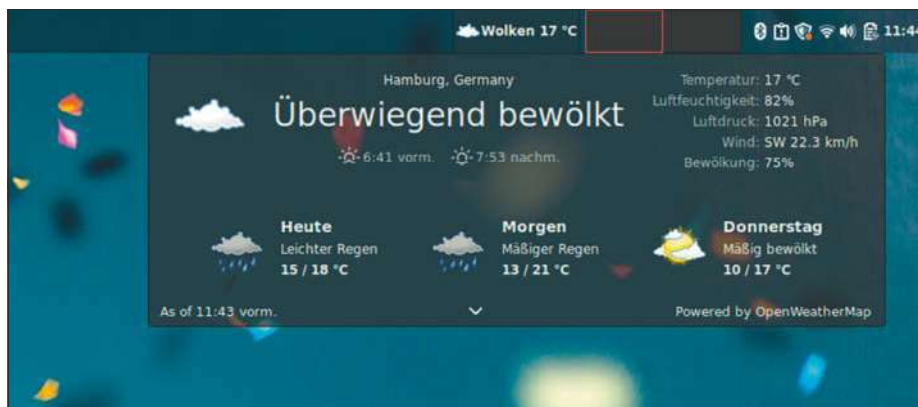 Wolken 17 °C
11:44
Hamburg, Germany
Überwiegend bewölkt
6:41 vorm. 7:53 nachm.
Temperatur: 17 °C
Luftfeuchtigkeit: 82%
Luftdruck: 1021 hPa
Wind: SW 22.3 km/h
Bewölkung: 75%
Heute
Leichter Regen
15 / 18 °C
Morgen
Mäßiger Regen
13 / 21 °C
Donnerstag
Mäßig bewölkt
10 / 17 °C
As of 11:43 vorm.
Powered by OpenWeatherMap